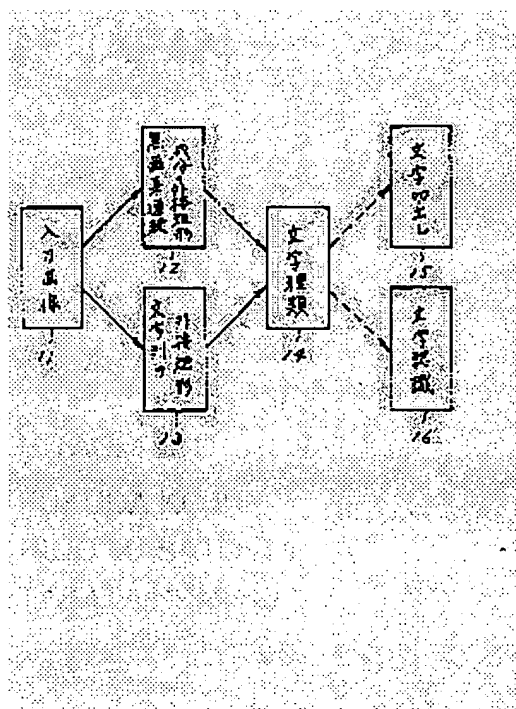 入力画像
11
黒画素連結
成分外接矩形
12
文字列の
外接矩形
13
文字種類
14
文字切出し
15
文字認識
16